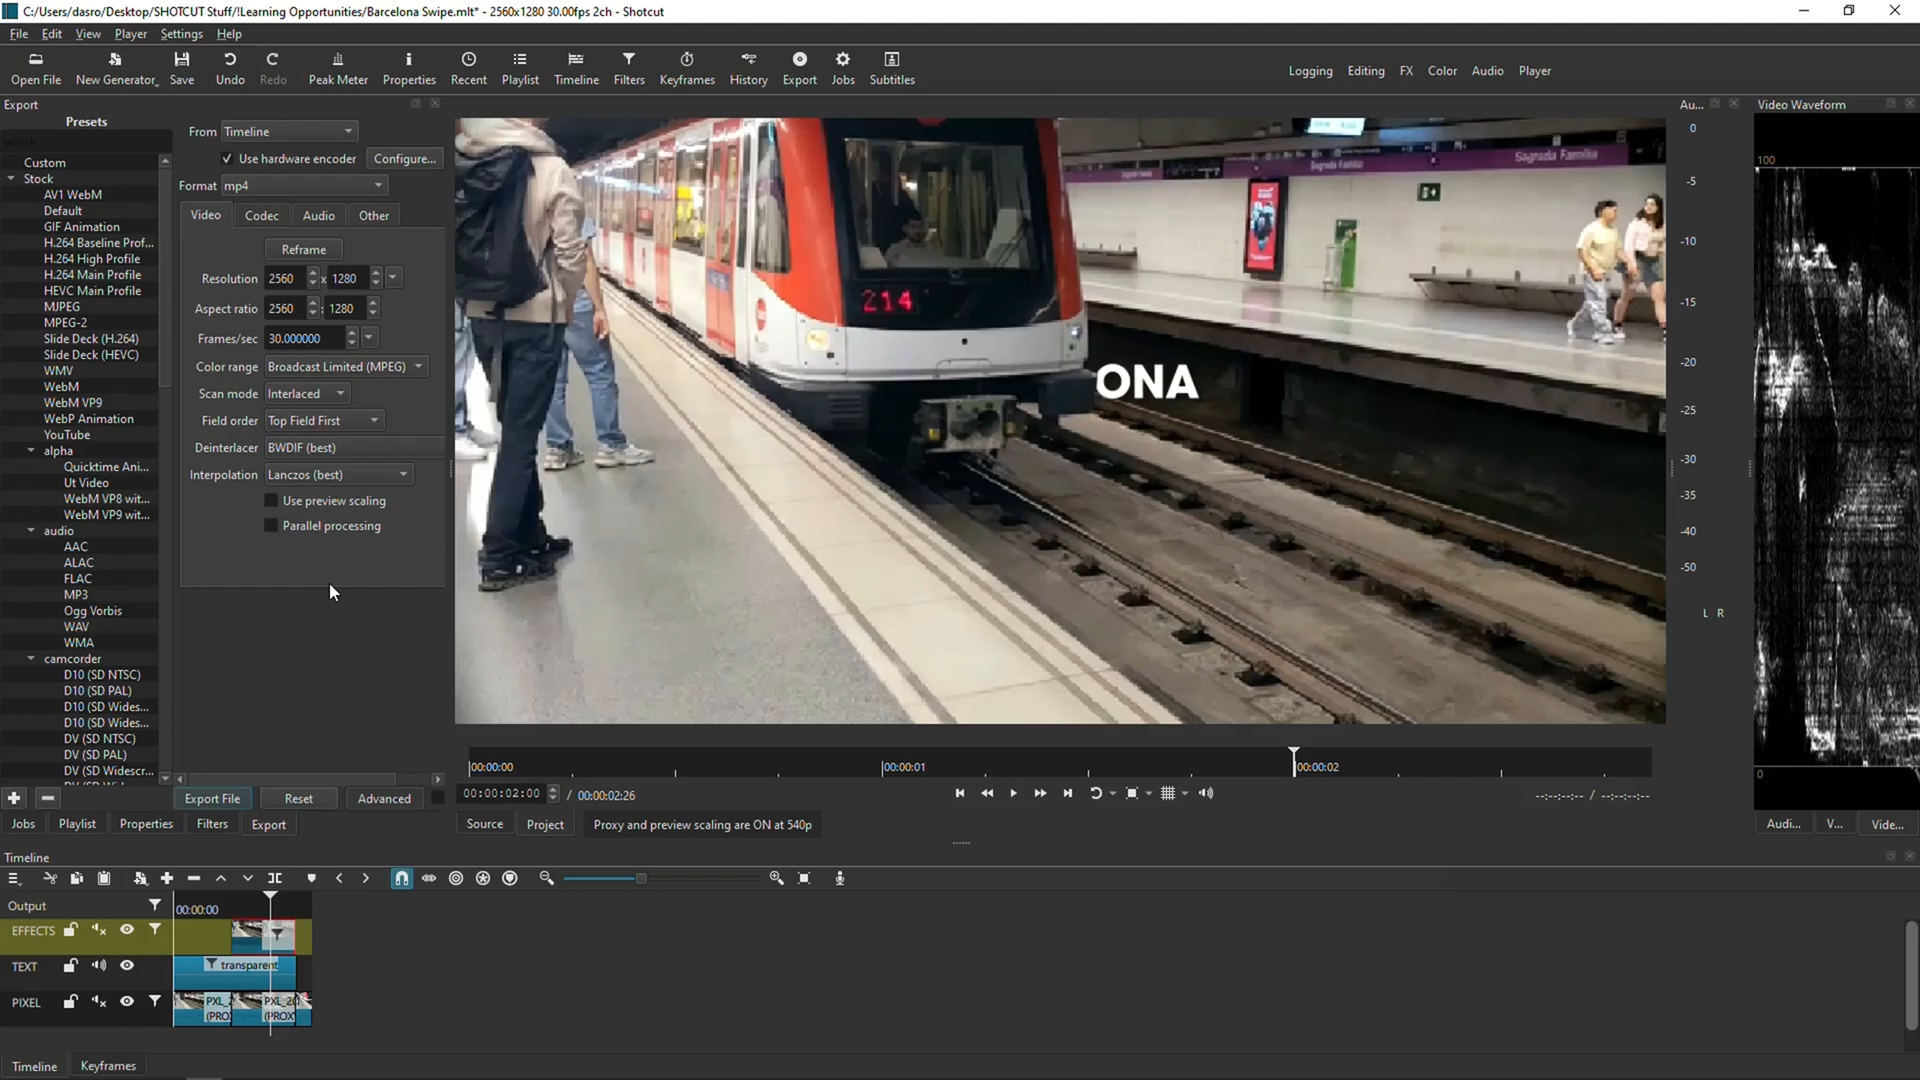 C:/Users/dasro/Desktop/SHOTCUT Stuff/!Learning Opportunities/Barcelona Swipe.mlt* - 2560x1280 30.00fps 2ch - Shotcut
File Edit View Player Settings Help
Open File New Generator Save Undo Redo Peak Meter Properties Recent Playlist Timeline Filters Keyframes History Export Jobs Subtitles
Logging Editing FX Color Audio Player
Export
Presets
search
Custom
Stock
AV1 WebM
Default
GIF Animation
H.264 Baseline Prof...
H.264 High Profile
H.264 Main Profile
HEVC Main Profile
MJPEG
MPEG-2
Slide Deck (H.264)
Slide Deck (HEVC)
WMV
WebM
WebM VP9
WebP Animation
YouTube
alpha
Quicktime Ani...
Ut Video
WebM VP8 wit...
WebM VP9 wit...
audio
AAC
ALAC
FLAC
MP3
Ogg Vorbis
WAV
WMA
camcorder
D10 (SD NTSC)
D10 (SD PAL)
D10 (SD Wides...
D10 (SD Wides...
DV (SD NTSC)
DV (SD PAL)
DV (SD Widescr...
From Timeline
Use hardware encoder Configure...
Format mp4
Video Codec Audio Other
Reframe
Resolution 2560 x 1280
Aspect ratio 2560 : 1280
Frames/sec 30.000000
Color range Broadcast Limited (MPEG)
Scan mode Interlaced
Field order Top Field First
Deinterlacer BWDIF (best)
Interpolation Lanczos (best)
Use preview scaling
Parallel processing
Export File Reset Advanced
Jobs Playlist Properties Filters Export
Sagrada Família
Sagrada Família
214
ONA
00:00:00 00:00:01 00:00:02
00:00:02:00 / 00:00:02:26
--:--:--:-- / --:--:--:--
Source Project Proxy and preview scaling are ON at 540p
Au...
0
-5
-10
-15
-20
-25
-30
-35
-40
-50
L R
Video Waveform
100
0
Audi... V... Vide...
Timeline
Output
00:00:00
EFFECTS
TEXT
transparent
PIXEL
PXL_2 PXL_20
(PRO) (PROX
Timeline Keyframes